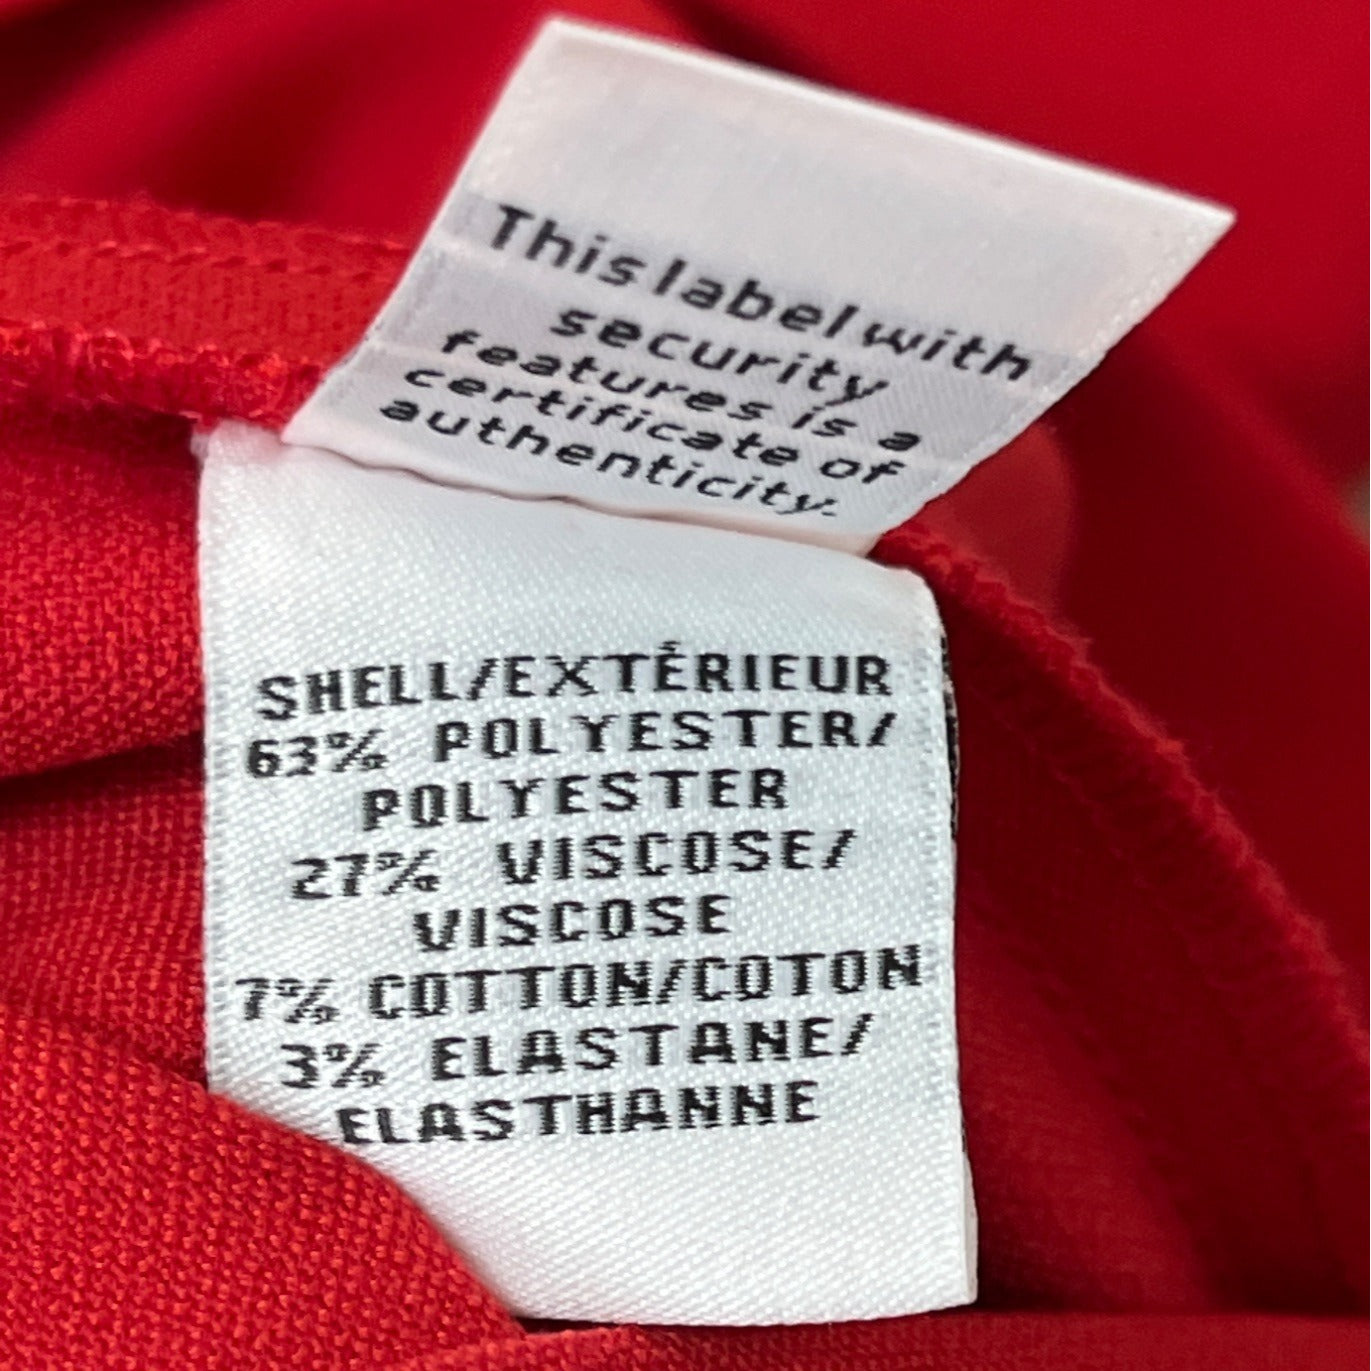 This label with
security
features is a
certificate of
authenticity.
SHELL/EXTÉRIEUR
63% POLYESTER/
POLYESTER
27% VISCOSE/
VISCOSE
7% COTTON/COTON
3% ELASTANE/
ELASTHANNE